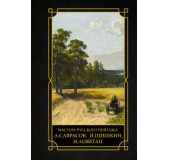 МАСТЕРА РУССКОГО ПЕЙЗАЖА
А.САВРАСОВ, И.ШИШКИН,
И.ЛЕВИТАН